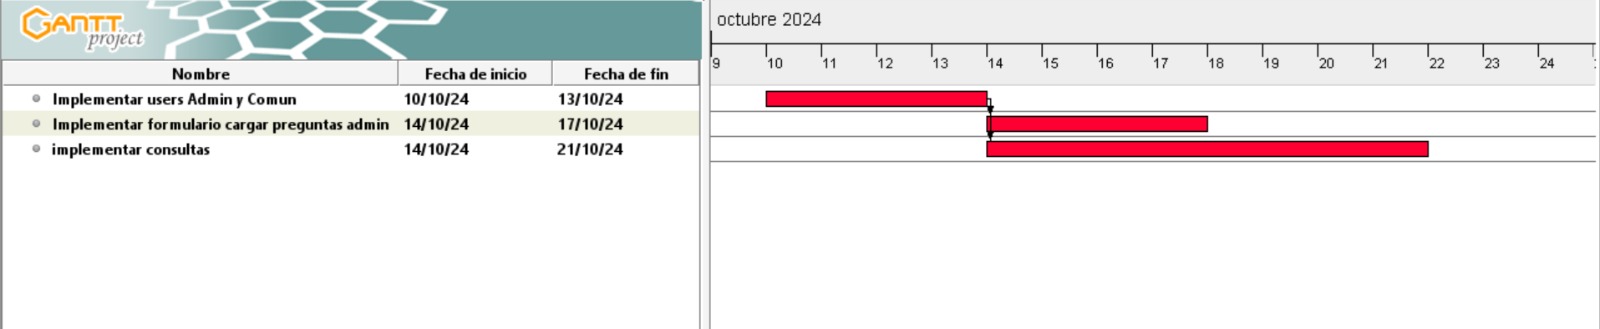 GANTT
project
octubre 2024
9 10 11 12 13 14 15 16 17 18 19 20 21 22 23 24
Nombre Fecha de inicio Fecha de fin
Implementar users Admin y Comun 10/10/24 13/10/24
Implementar formulario cargar preguntas admin 14/10/24 17/10/24
implementar consultas 14/10/24 21/10/24